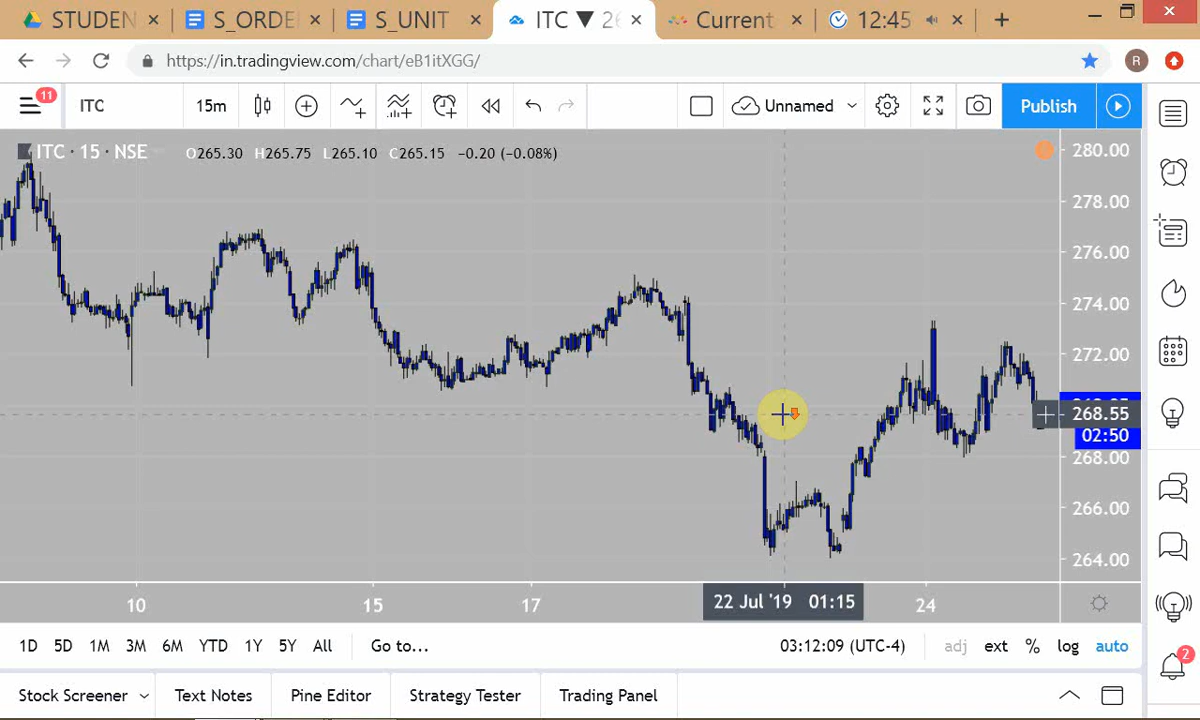 STUDEN
S_ORDE
S_UNIT
ITC ▼ 26
Current
12:45
https://in.tradingview.com/chart/eB1itXGG/
R
11
ITC
15m
Unnamed
Publish
ITC · 15 · NSE
O265.30 H265.75 L265.10 C265.15 −0.20 (−0.08%)
280.00
278.00
276.00
274.00
272.00
268.55
02:50
268.00
266.00
264.00
10
15
17
22 Jul '19 01:15
24
1D 5D 1M 3M 6M YTD 1Y 5Y All
Go to...
03:12:09 (UTC-4)
adj ext % log auto
2
Stock Screener
Text Notes
Pine Editor
Strategy Tester
Trading Panel